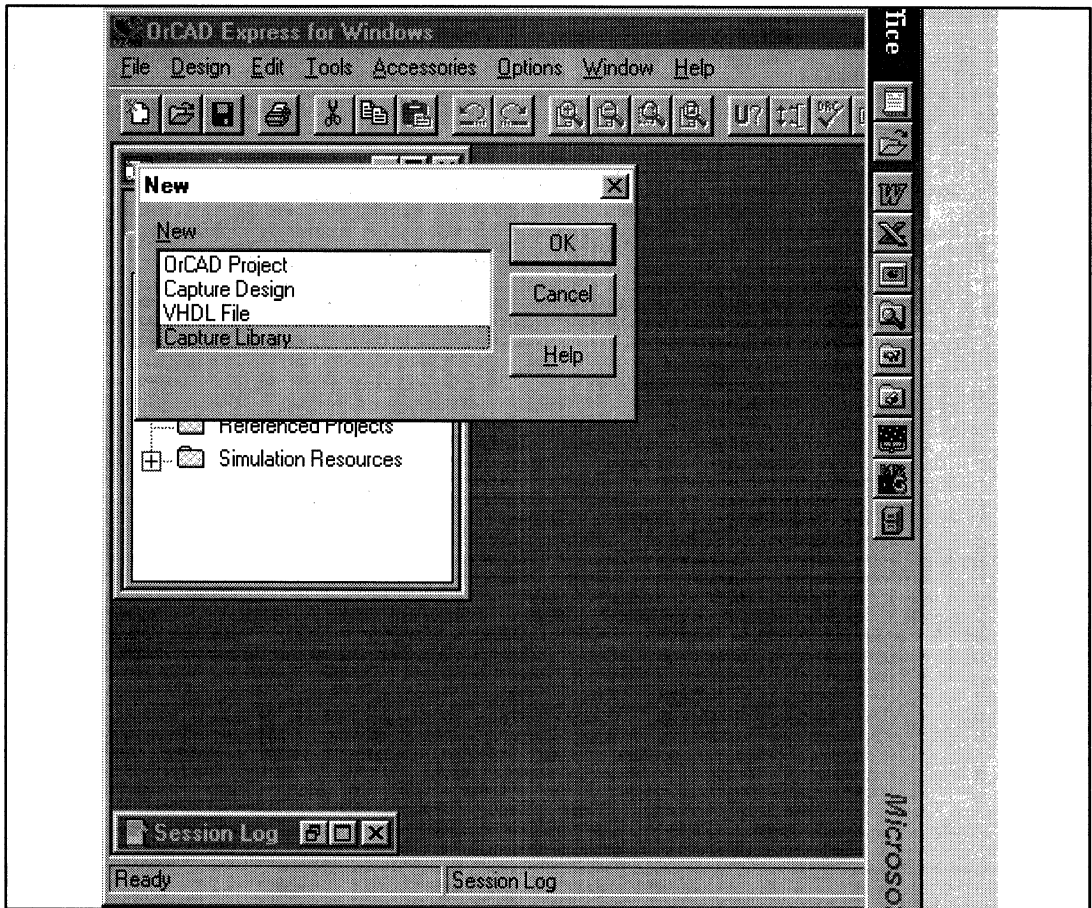 OrCAD Express for Windows
File Design Edit Tools Accessories Options Window Help
U?
DRC
New
New
OrCAD Project
Capture Design
VHDL File
Capture Library
OK
Cancel
Help
Referenced Projects
Simulation Resources
Session Log
Ready
Session Log
Microso